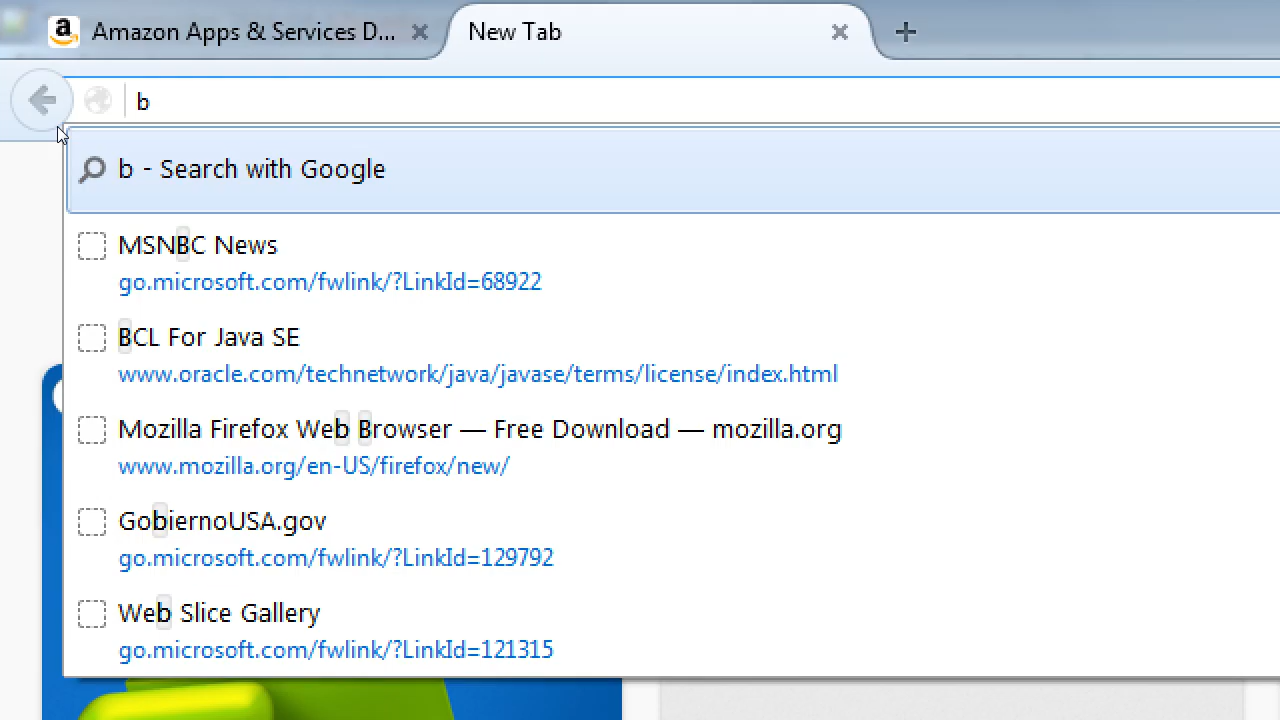 Amazon Apps & Services D...
New Tab
b
b - Search with Google
MSNBC News
go.microsoft.com/fwlink/?LinkId=68922
BCL For Java SE
www.oracle.com/technetwork/java/javase/terms/license/index.html
Mozilla Firefox Web Browser — Free Download — mozilla.org
www.mozilla.org/en-US/firefox/new/
GobiernoUSA.gov
go.microsoft.com/fwlink/?LinkId=129792
Web Slice Gallery
go.microsoft.com/fwlink/?LinkId=121315